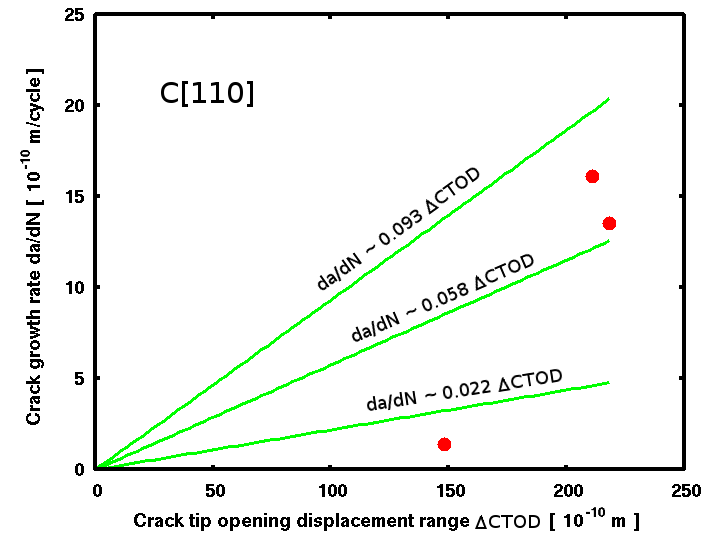 25
C[110]
20
15
10
5
0
da/dN ~ 0.093 ΔCTOD
da/dN ~ 0.058 ΔCTOD
da/dN ~ 0.022 ΔCTOD
Crack growth rate da/dN [ 10⁻¹⁰ m/cycle]
0 50 100 150 200 250
Crack tip opening displacement range ΔCTOD [ 10⁻¹⁰ m ]